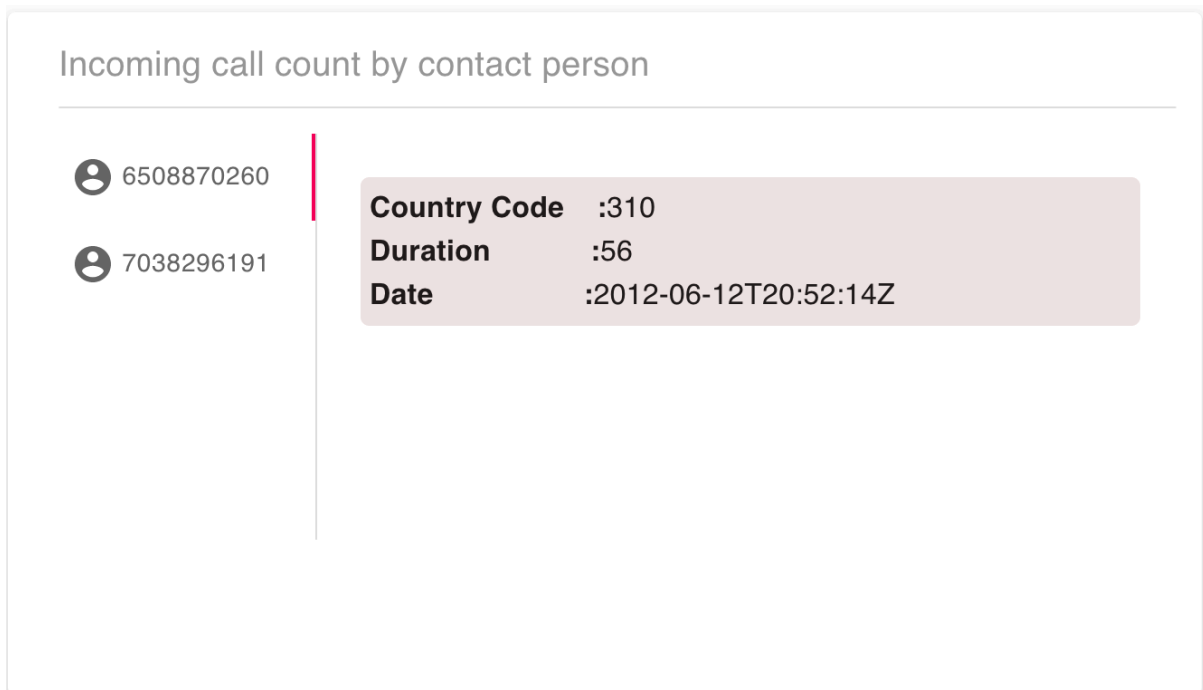 Incoming call count by contact person
6508870260
7038296191
Country Code :310
Duration :56
Date :2012-06-12T20:52:14Z